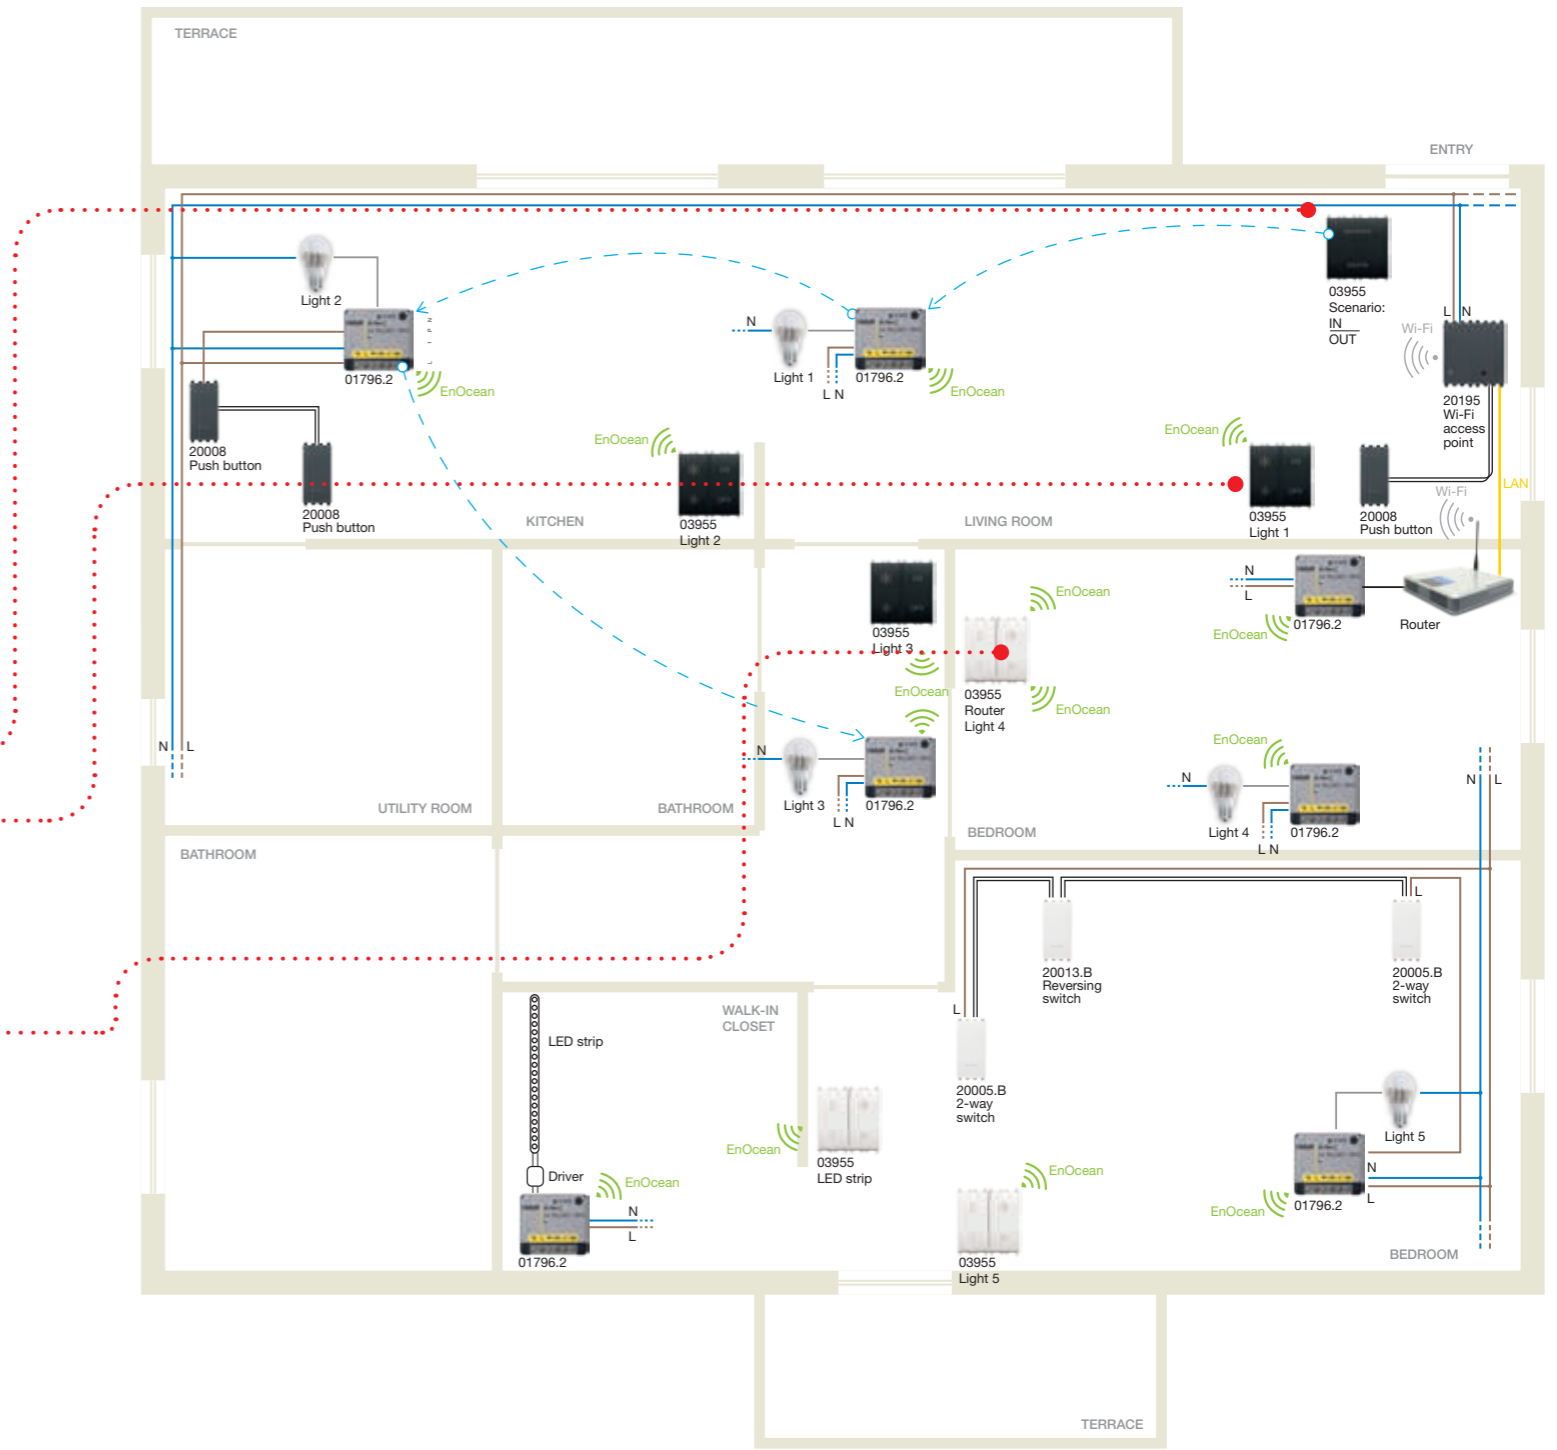 TERRACE
ENTRY
Light 2
01796.2
EnOcean
20008
Push button
20008
Push button
N
Light 1
L N
01796.2
EnOcean
03955
Scenario:
IN
OUT
L N
Wi-Fi
20195
Wi-Fi
access
point
EnOcean
03955
Light 2
KITCHEN
EnOcean
03955
Light 1
LIVING ROOM
20008
Push button
Wi-Fi
LAN
03955
Light 3
EnOcean
EnOcean
03955
Router
Light 4
EnOcean
N
L
01796.2
EnOcean
Router
N L
UTILITY ROOM
BATHROOM
N
Light 3
L N
01796.2
EnOcean
N
Light 4
L N
01796.2
BEDROOM
N L
BATHROOM
L
20013.B
Reversing
switch
20005.B
2-way
switch
L
20005.B
2-way
switch
WALK-IN
CLOSET
LED strip
Driver
EnOcean
N
L
01796.2
EnOcean
03955
LED strip
EnOcean
03955
Light 5
Light 5
N
L
EnOcean
01796.2
BEDROOM
TERRACE